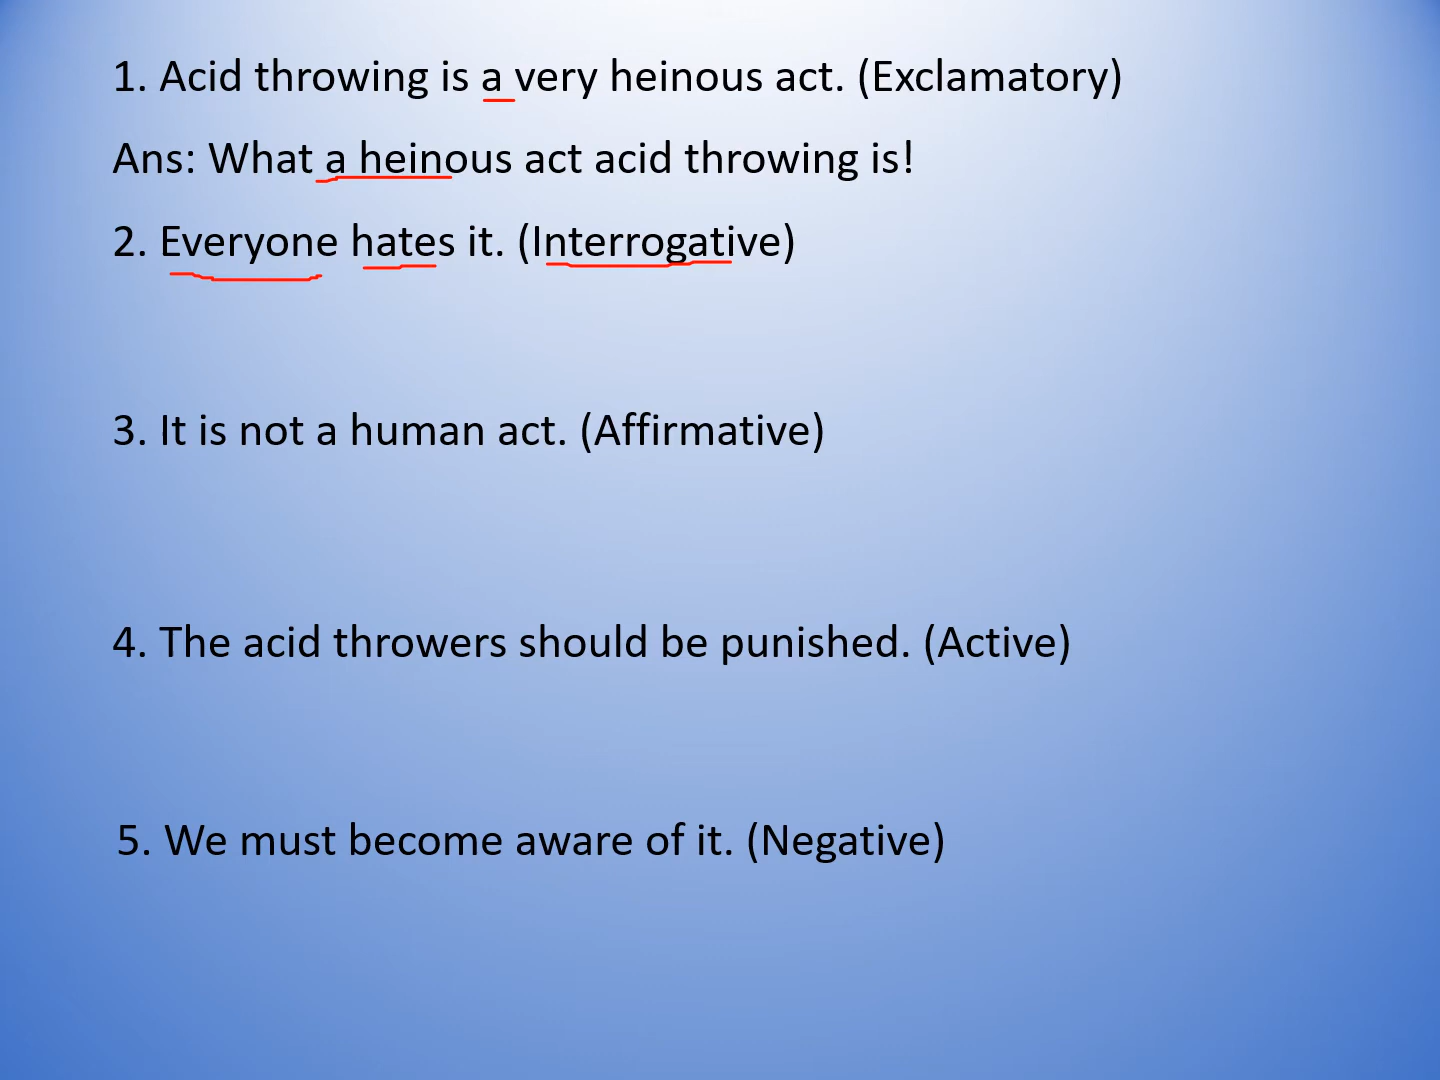 1. Acid throwing is a very heinous act. (Exclamatory)
Ans: What a heinous act acid throwing is!
2. Everyone hates it. (Interrogative)
3. It is not a human act. (Affirmative)
4. The acid throwers should be punished. (Active)
5. We must become aware of it. (Negative)